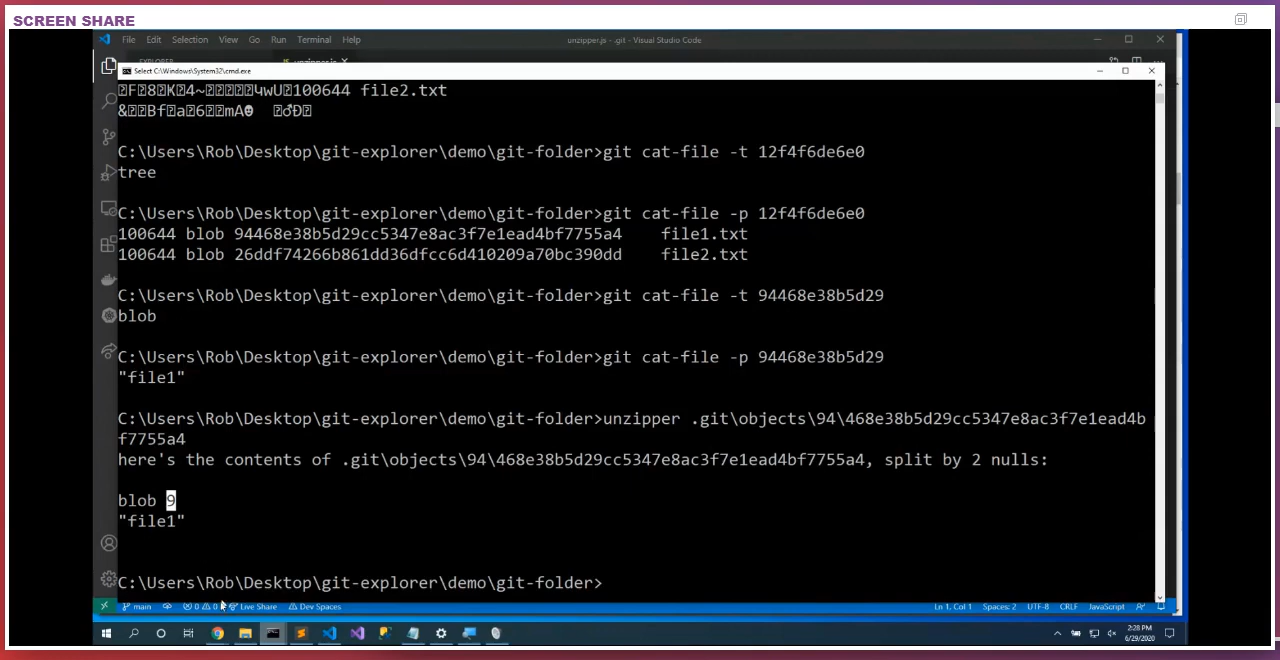 SCREEN SHARE
File Edit Selection View Go Run Terminal Help
unzipper.js - .git - Visual Studio Code
Select C:\Windows\System32\cmd.exe
100644 file2.txt
C:\Users\Rob\Desktop\git-explorer\demo\git-folder>git cat-file -t 12f4f6de6e0
tree
C:\Users\Rob\Desktop\git-explorer\demo\git-folder>git cat-file -p 12f4f6de6e0
100644 blob 94468e38b5d29cc5347e8ac3f7e1ead4bf7755a4    file1.txt
100644 blob 26ddf74266b861dd36dfcc6d410209a70bc390dd    file2.txt
C:\Users\Rob\Desktop\git-explorer\demo\git-folder>git cat-file -t 94468e38b5d29
blob
C:\Users\Rob\Desktop\git-explorer\demo\git-folder>git cat-file -p 94468e38b5d29
"file1"
C:\Users\Rob\Desktop\git-explorer\demo\git-folder>unzipper .git\objects\94\468e38b5d29cc5347e8ac3f7e1ead4b
f7755a4
here's the contents of .git\objects\94\468e38b5d29cc5347e8ac3f7e1ead4bf7755a4, split by 2 nulls:
blob 9
"file1"
C:\Users\Rob\Desktop\git-explorer\demo\git-folder>
main 0 0 Live Share Dev Spaces
Ln 1, Col 1 Spaces: 2 UTF-8 CRLF JavaScript
2:28 PM
6/29/2020